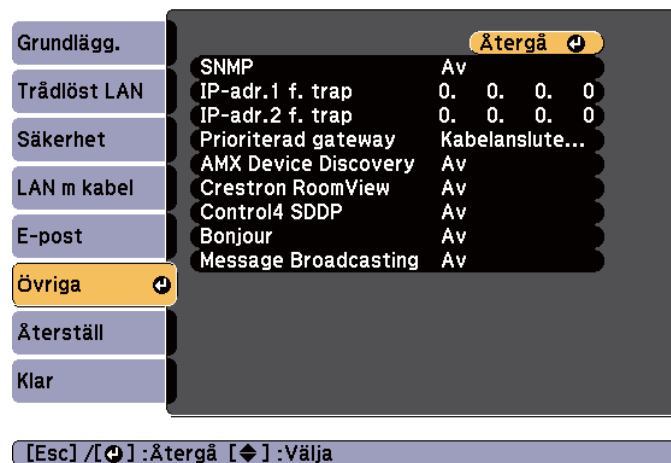 Grundlägg.
Trådlöst LAN
Säkerhet
LAN m kabel
E-post
Övriga
Återställ
Klar
Återgå
SNMP Av
IP-adr.1 f. trap 0. 0. 0. 0
IP-adr.2 f. trap 0. 0. 0. 0
Prioriterad gateway Kabelanslute...
AMX Device Discovery Av
Crestron RoomView Av
Control4 SDDP Av
Bonjour Av
Message Broadcasting Av
[Esc] /[⏎] :Återgå [◆] :Välja